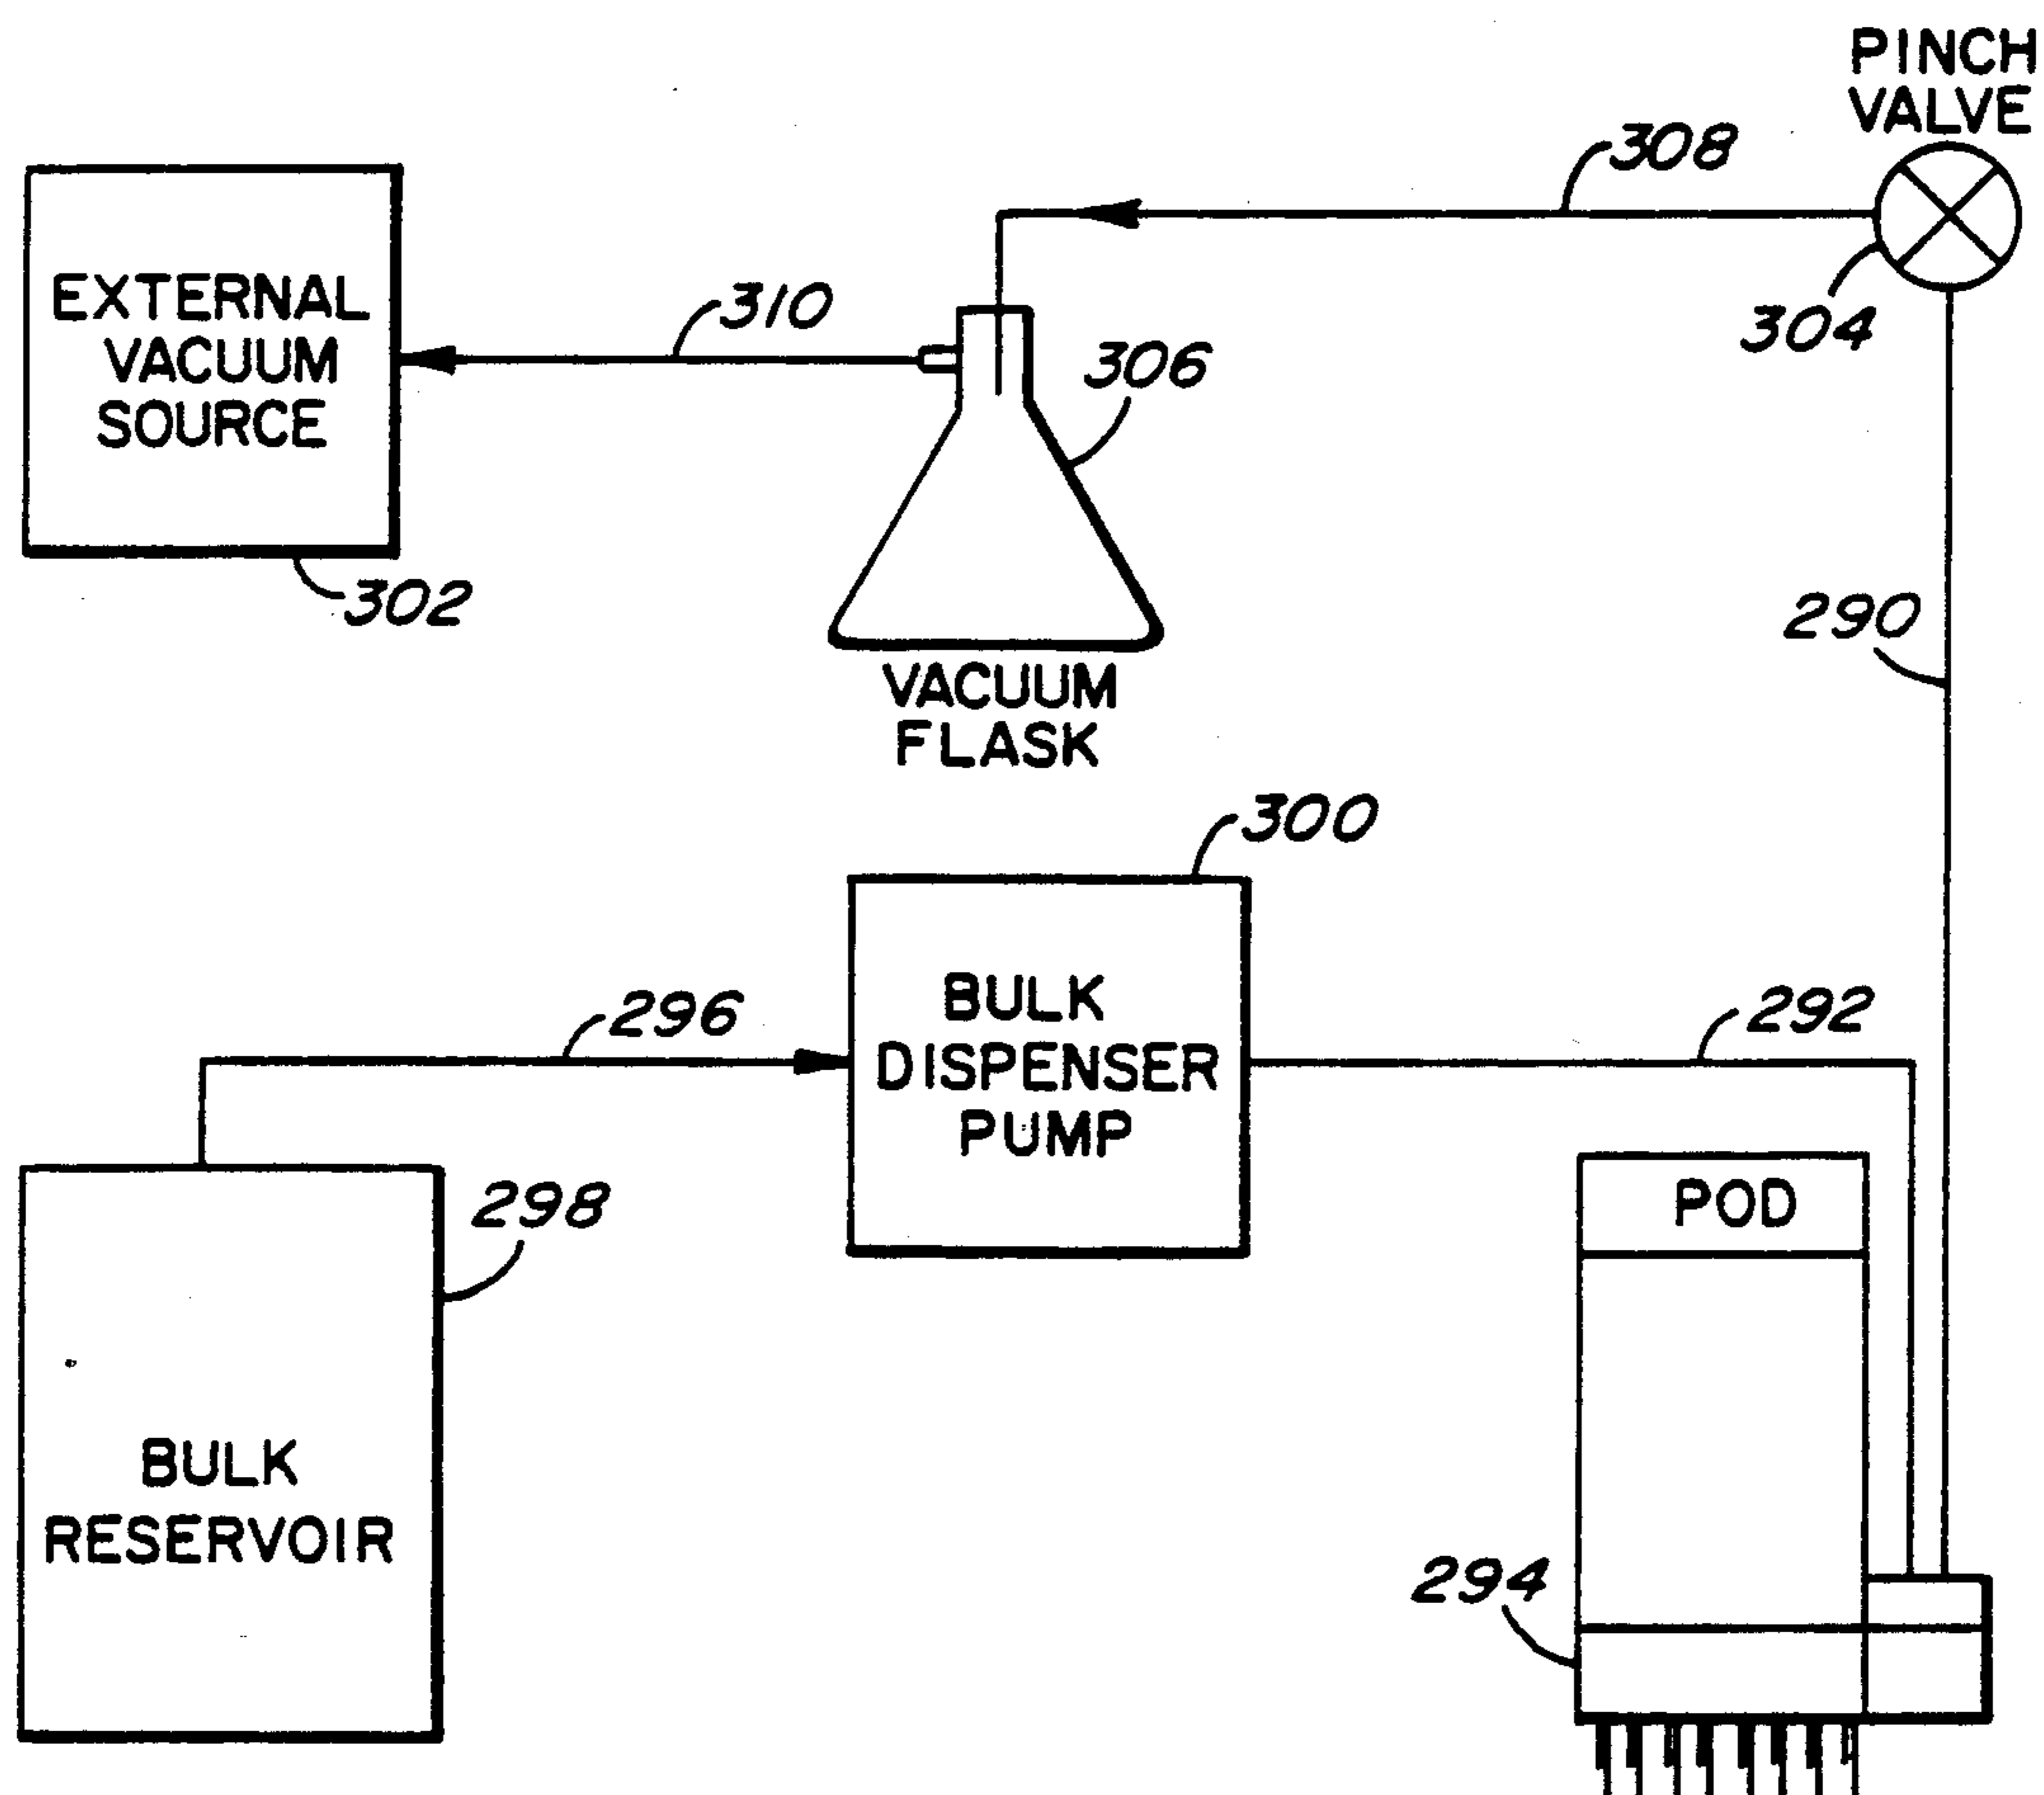 PINCH
VALVE
308
304
EXTERNAL
VACUUM
SOURCE
310
306
302
290
VACUUM
FLASK
300
BULK
DISPENSER
PUMP
296
292
298
POD
BULK
RESERVOIR
294